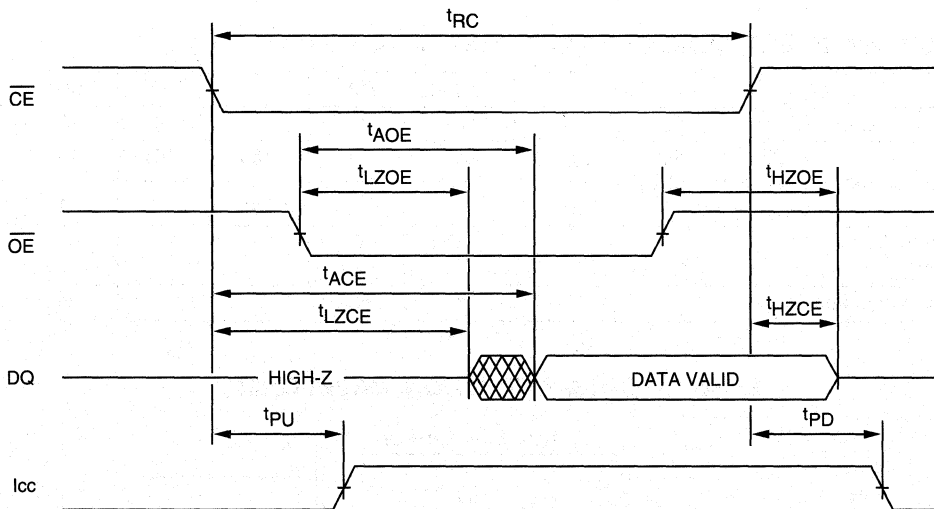 tRC
CE
tAOE
tLZOE
tHZOE
OE
tACE
tLZCE
tHZCE
DQ
HIGH-Z
DATA VALID
tPU
tPD
Icc